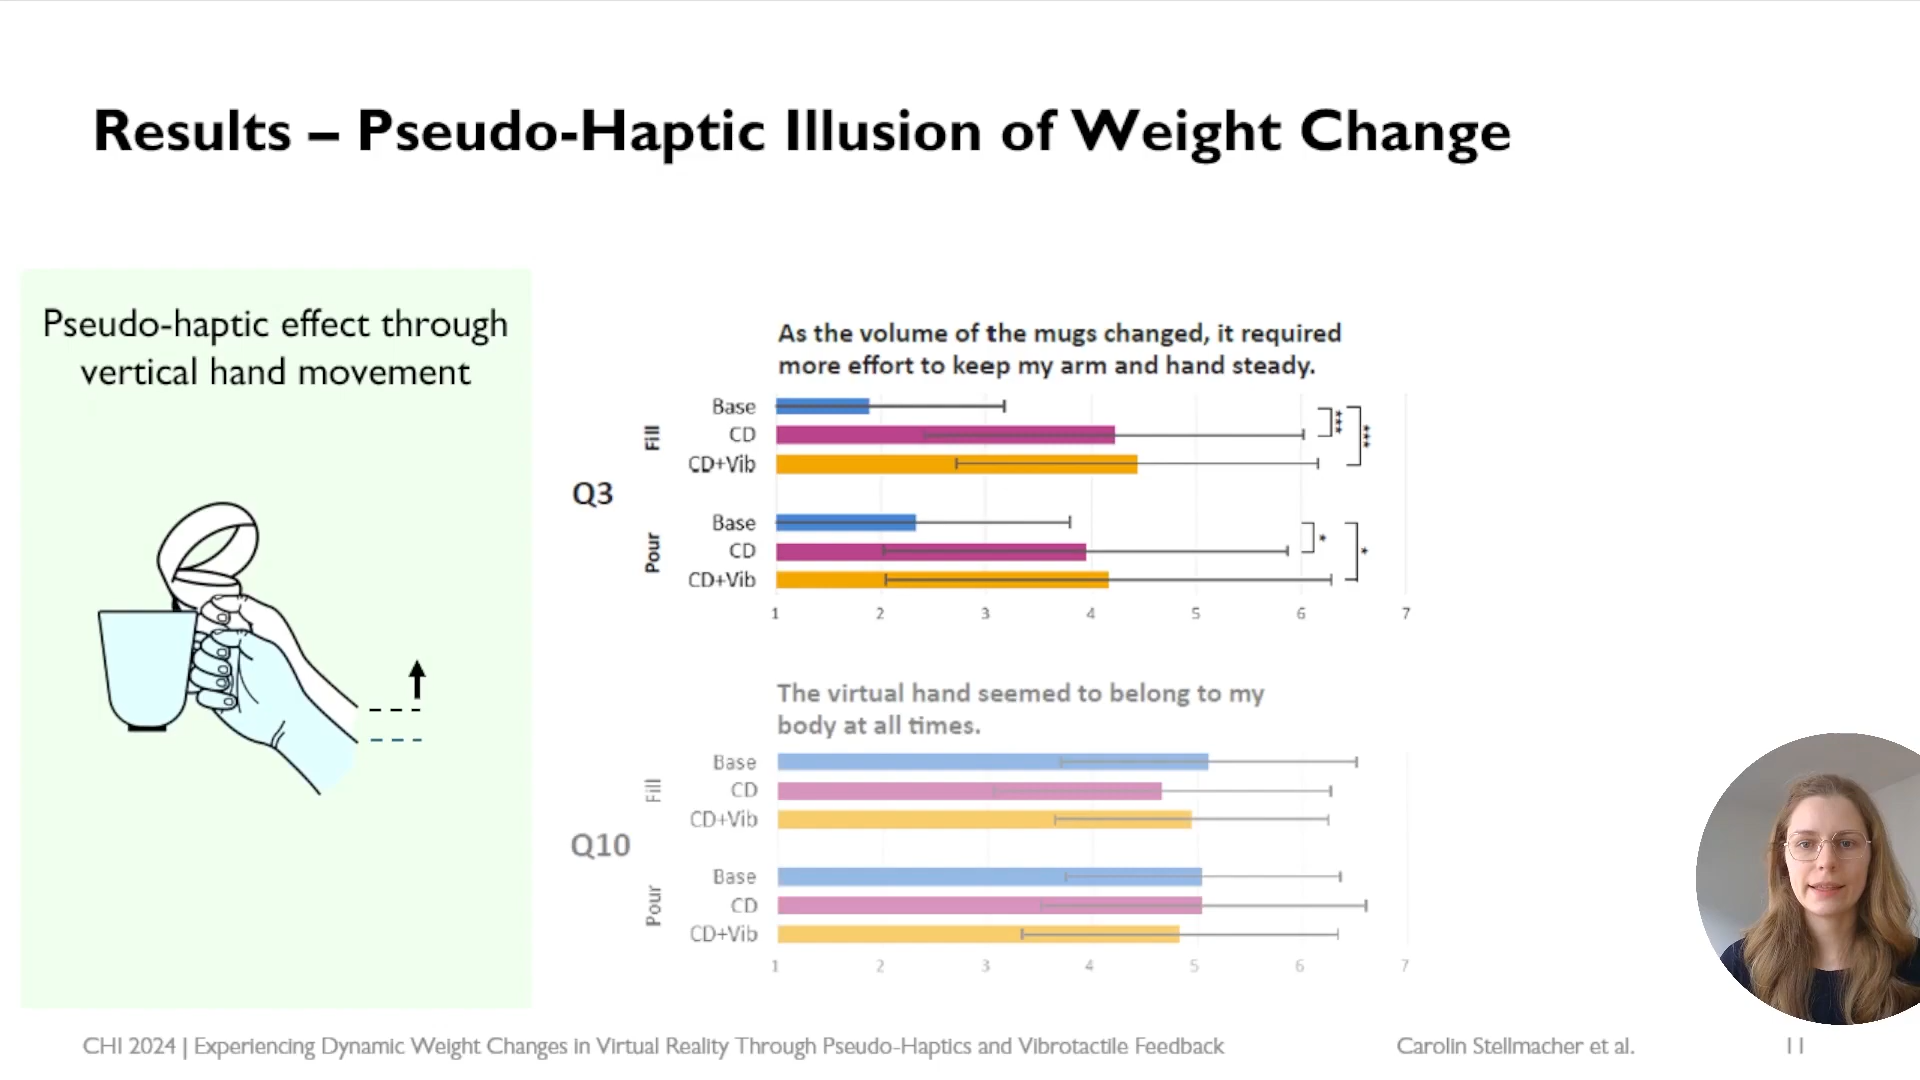 Results – Pseudo-Haptic Illusion of Weight Change
Pseudo-haptic effect through
vertical hand movement
As the volume of the mugs changed, it required
more effort to keep my arm and hand steady.
Q3
Fill
Base
CD
CD+Vib
***
***
Pour
Base
CD
CD+Vib
*
*
1 2 3 4 5 6 7
The virtual hand seemed to belong to my
body at all times.
Q10
Fill
Base
CD
CD+Vib
Pour
Base
CD
CD+Vib
1 2 3 4 5 6 7
CHI 2024 | Experiencing Dynamic Weight Changes in Virtual Reality Through Pseudo-Haptics and Vibrotactile Feedback
Carolin Stellmacher et al.
11